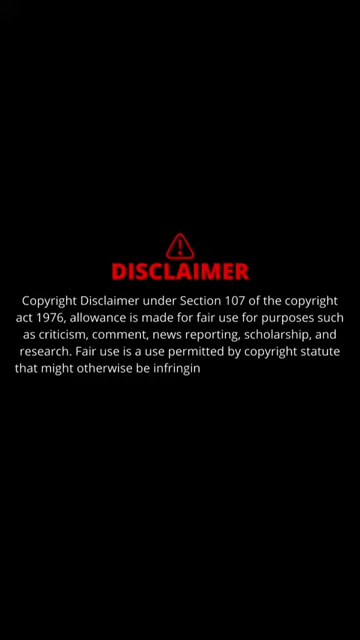 DISCLAIMER
Copyright Disclaimer under Section 107 of the copyright
act 1976, allowance is made for fair use for purposes such
as criticism, comment, news reporting, scholarship, and
research. Fair use is a use permitted by copyright statute
that might otherwise be infringin